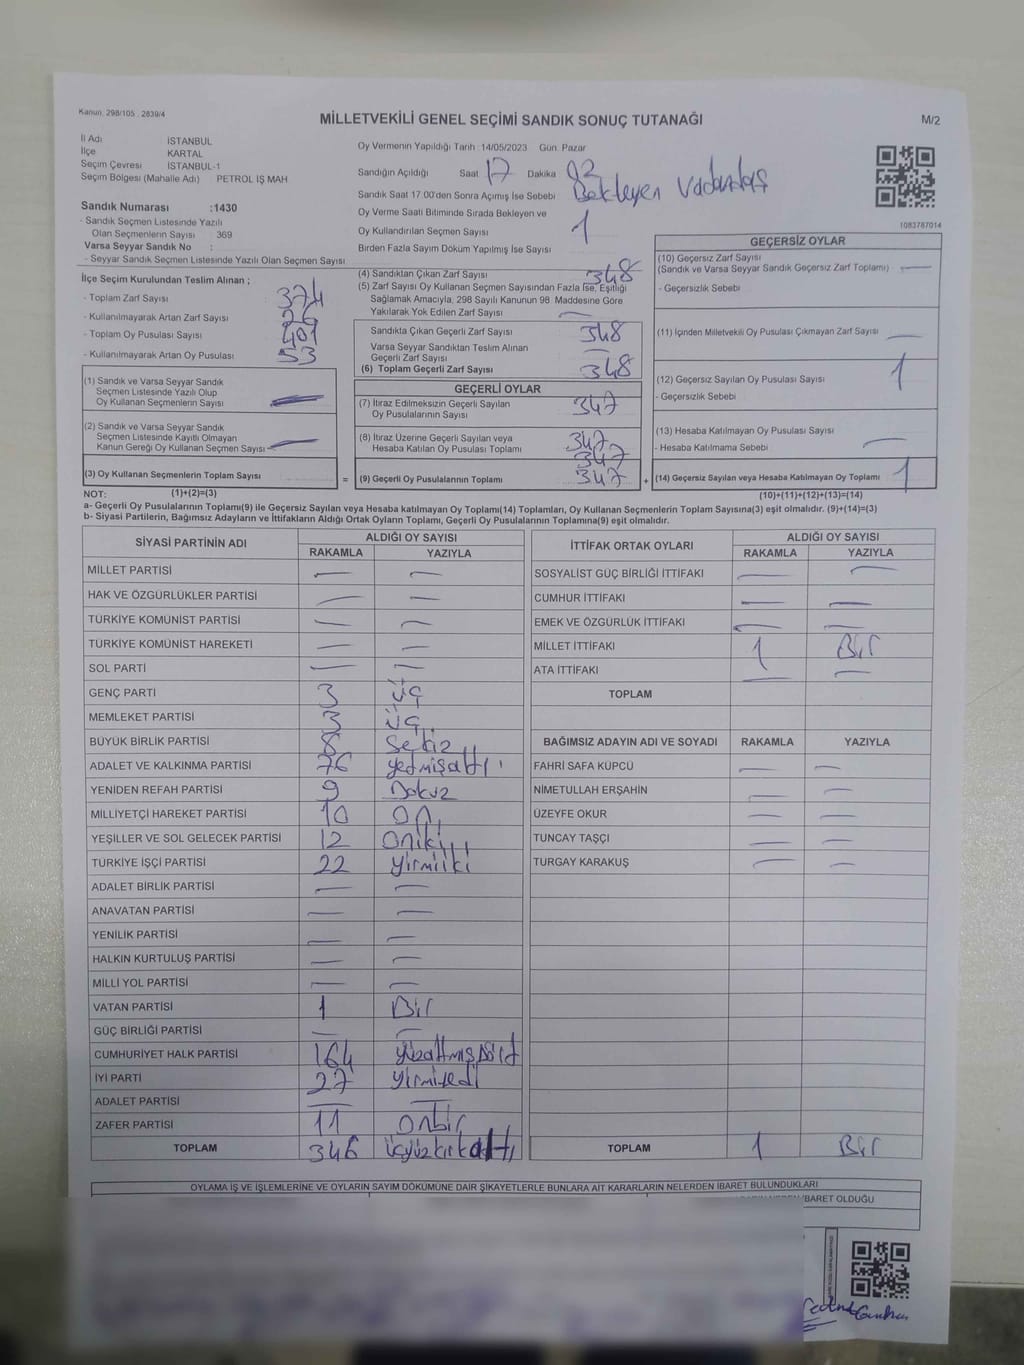 Kanun: 298/105 , 2839/4
MİLLETVEKİLİ GENEL SEÇİMİ SANDIK SONUÇ TUTANAĞI
M/2
İl Adı İSTANBUL
İlçe KARTAL
Seçim Çevresi İSTANBUL-1
Seçim Bölgesi (Mahalle Adı) PETROL İŞ MAH
Sandık Numarası :1430
- Sandık Seçmen Listesinde Yazılı
Olan Seçmenlerin Sayısı : 369
Varsa Seyyar Sandık No :
- Seyyar Sandık Seçmen Listesinde Yazılı Olan Seçmen Sayısı
Oy Vermenin Yapıldığı Tarih :14/05/2023 Gün: Pazar
Sandığın Açıldığı Saat 17 Dakika 02
Sandık Saat 17:00'den Sonra Açımış İse Sebebi Bekleyen Vadandaş
Oy Verme Saati Bitiminde Sırada Bekleyen ve
Oy Kullandırılan Seçmen Sayısı 1
Birden Fazla Sayım Döküm Yapılmış İse Sayısı
1083787014
İlçe Seçim Kurulundan Teslim Alınan ;
- Toplam Zarf Sayısı 374
- Kullanılmayarak Artan Zarf Sayısı 26
- Toplam Oy Pusulası Sayısı 401
- Kullanılmayarak Artan Oy Pusulası 53
(1) Sandık ve Varsa Seyyar Sandık
Seçmen Listesinde Yazılı Olup
Oy Kullanan Seçmenlerin Sayısı
(2) Sandık ve Varsa Seyyar Sandık
Seçmen Listesinde Kayıtlı Olmayan
Kanun Gereği Oy Kullanan Seçmen Sayısı —
(3) Oy Kullanan Seçmenlerin Toplam Sayısı =
(4) Sandıktan Çıkan Zarf Sayısı 348
(5) Zarf Sayısı Oy Kullanan Seçmen Sayısından Fazla İse, Eşitliği
Sağlamak Amacıyla, 298 Sayılı Kanunun 98. Maddesine Göre
Yakılarak Yok Edilen Zarf Sayısı —
Sandıkta Çıkan Geçerli Zarf Sayısı 348
Varsa Seyyar Sandıktan Teslim Alınan
Geçerli Zarf Sayısı —
(6) Toplam Geçerli Zarf Sayısı 348
GEÇERLİ OYLAR
(7) İtiraz Edilmeksizin Geçerli Sayılan
Oy Pusulalarının Sayısı 347
(8) İtiraz Üzerine Geçerli Sayılan veya
Hesaba Katılan Oy Pusulası Toplamı 347
347
(9) Geçerli Oy Pusulalarının Toplamı 347 +
GEÇERSİZ OYLAR
(10) Geçersiz Zarf Sayısı
(Sandık ve Varsa Seyyar Sandık Geçersiz Zarf Toplamı) —
- Geçersizlik Sebebi
(11) İçinden Milletvekili Oy Pusulası Çıkmayan Zarf Sayısı —
(12) Geçersiz Sayılan Oy Pusulası Sayısı 1
- Geçersizlik Sebebi
(13) Hesaba Katılmayan Oy Pusulası Sayısı
- Hesaba Katılmama Sebebi —
(14) Geçersiz Sayılan veya Hesaba Katılmayan Oy Toplamı 1
NOT: (1)+(2)=(3) (10)+(11)+(12)+(13)=(14)
a- Geçerli Oy Pusulalarının Toplamı(9) ile Geçersiz Sayılan veya Hesaba katılmayan Oy Toplamı(14) Toplamları, Oy Kullanan Seçmenlerin Toplam Sayısına(3) eşit olmalıdır. (9)+(14)=(3)
b- Siyasi Partilerin, Bağımsız Adayların ve İttifakların Aldığı Ortak Oyların Toplamı, Geçerli Oy Pusulalarının Toplamına(9) eşit olmalıdır.
SİYASİ PARTİNİN ADI ALDIĞI OY SAYISI
RAKAMLA YAZIYLA
MİLLET PARTİSİ — —
HAK VE ÖZGÜRLÜKLER PARTİSİ — —
TÜRKİYE KOMÜNİST PARTİSİ — —
TÜRKİYE KOMÜNİST HAREKETİ — —
SOL PARTİ — —
GENÇ PARTİ 3 üç
MEMLEKET PARTİSİ 3 üç
BÜYÜK BİRLİK PARTİSİ 8 Sekiz
ADALET VE KALKINMA PARTİSİ 76 yetmişaltı
YENİDEN REFAH PARTİSİ 9 Dokuz
MİLLİYETÇİ HAREKET PARTİSİ 10 on
YEŞİLLER VE SOL GELECEK PARTİSİ 12 oniki
TÜRKİYE İŞÇİ PARTİSİ 22 yirmiiki
ADALET BİRLİK PARTİSİ — —
ANAVATAN PARTİSİ — —
YENİLİK PARTİSİ — —
HALKIN KURTULUŞ PARTİSİ — —
MİLLİ YOL PARTİSİ — —
VATAN PARTİSİ 1 Bir
GÜÇ BİRLİĞİ PARTİSİ — —
CUMHURİYET HALK PARTİSİ 164 yüzaltmışdört
İYİ PARTİ 27 yirmiyedi
ADALET PARTİSİ — —
ZAFER PARTİSİ 11 onbir
TOPLAM 346 üçyüzkırkaltı
İTTİFAK ORTAK OYLARI ALDIĞI OY SAYISI
RAKAMLA YAZIYLA
SOSYALİST GÜÇ BİRLİĞİ İTTİFAKI — —
CUMHUR İTTİFAKI — —
EMEK VE ÖZGÜRLÜK İTTİFAKI — —
MİLLET İTTİFAKI 1 Bir
ATA İTTİFAKI — —
TOPLAM
BAĞIMSIZ ADAYIN ADI VE SOYADI RAKAMLA YAZIYLA
FAHRİ SAFA KÜPCÜ — —
NİMETULLAH ERŞAHİN — —
ÜZEYFE OKUR — —
TUNCAY TAŞÇI — —
TURGAY KARAKUŞ — —
TOPLAM 1 Bir
OYLAMA İŞ VE İŞLEMLERİNE VE OYLARIN SAYIM DÖKÜMÜNE DAİR ŞİKAYETLERLE BUNLARA AİT KARARLARIN NELERDEN İBARET BULUNDUKLARI
İBARET OLDUĞU